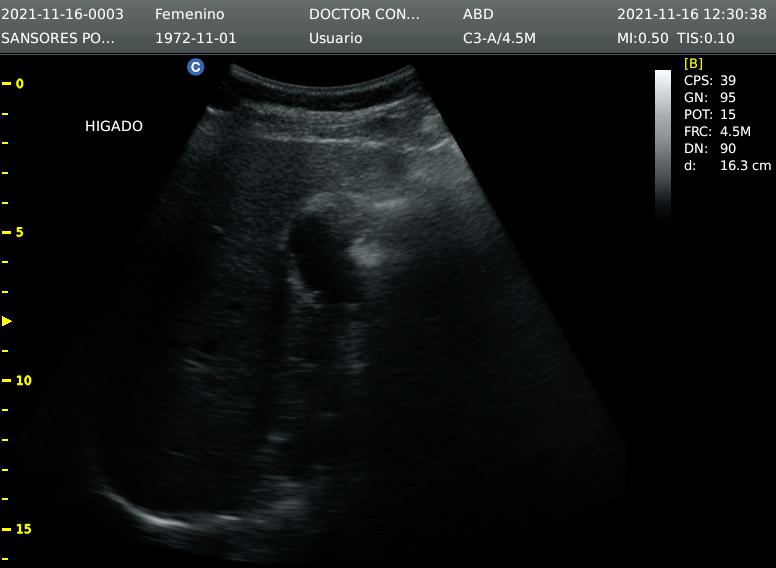 2021-11-16-0003 Femenino DOCTOR CON... ABD 2021-11-16 12:30:38
SANSORES PO... 1972-11-01 Usuario C3-A/4.5M MI:0.50 TIS:0.10
C
[B]
CPS: 39
GN: 95
POT: 15
FRC: 4.5M
DN: 90
d: 16.3 cm
HIGADO
0
5
10
15